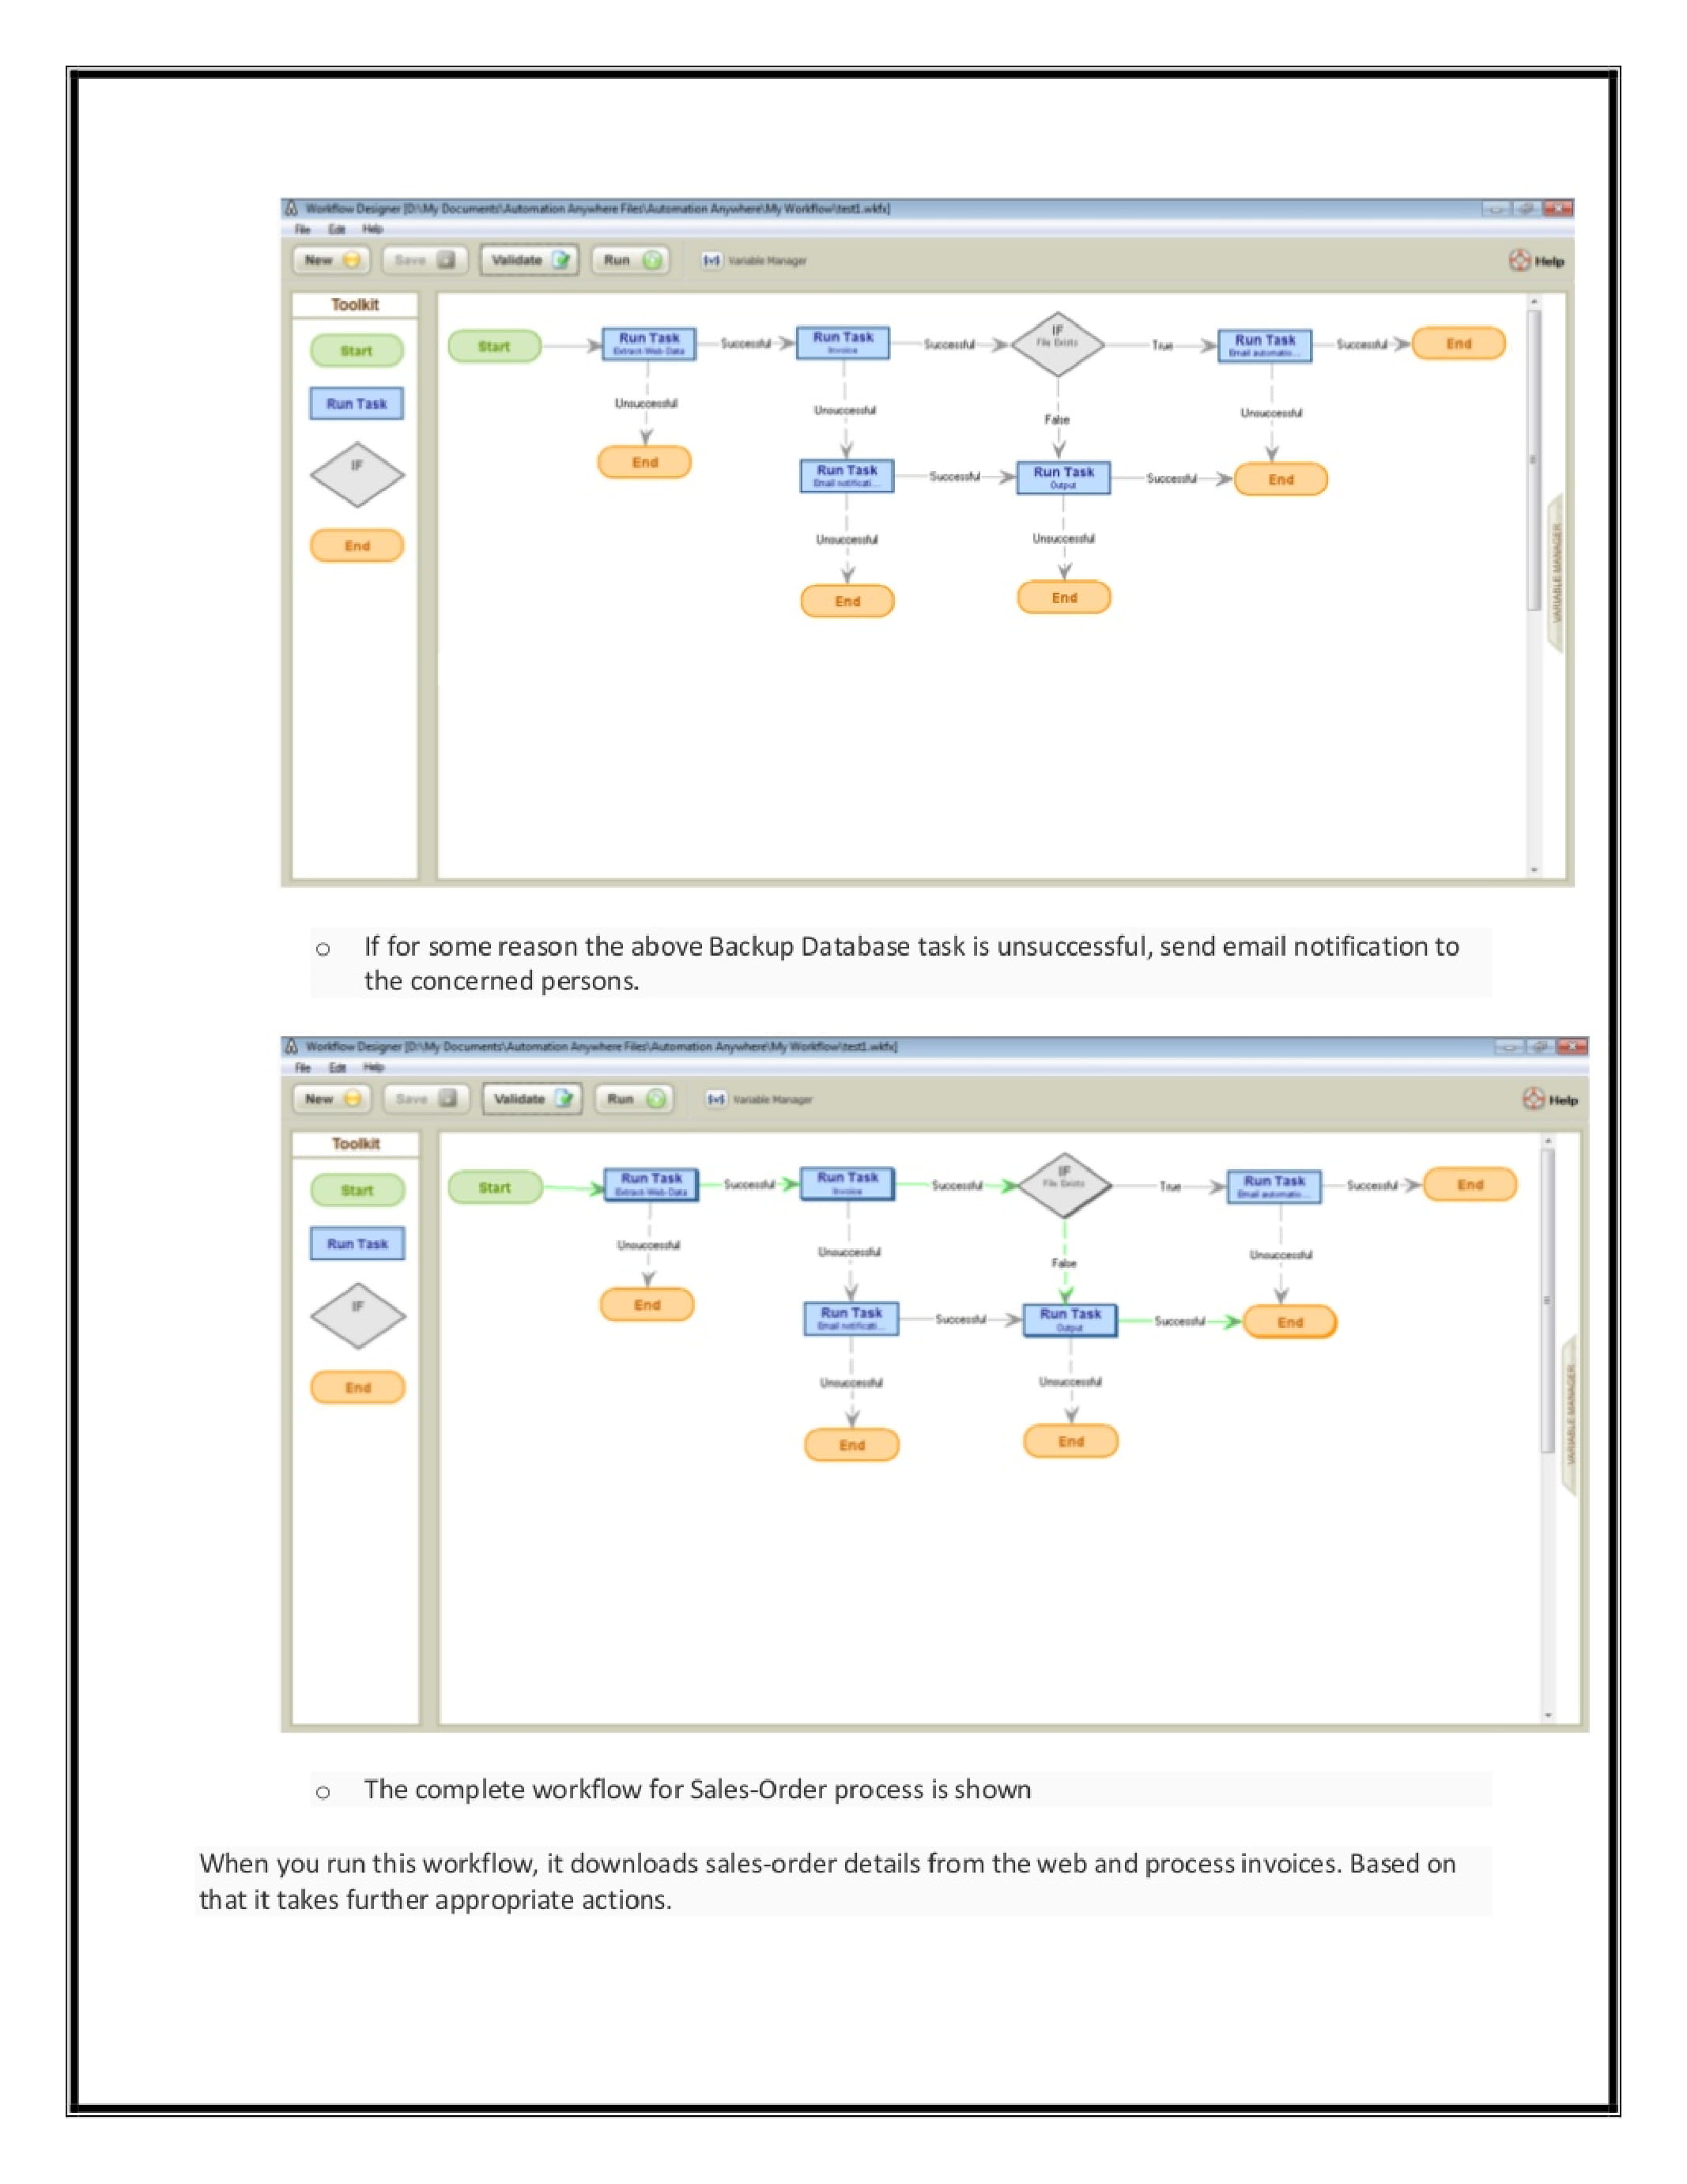 Workflow Designer [D:\My Documents\Automation Anywhere Files\Automation Anywhere\My Workflow\test1.wkfx]
File Edit Help
New Save Validate Run Variable Manager Help
Toolkit
Start
Run Task
IF
End
Start
Run Task
Extract-Web-Data
Successful
Run Task
Invoice
Successful
IF
File Exists
True
Run Task
Email automatio...
Successful
End
Unsuccessful
Unsuccessful
False
Unsuccessful
End
Run Task
Email notificati...
Successful
Run Task
Output
Successful
End
Unsuccessful
Unsuccessful
End
End
VARIABLE MANAGER
o If for some reason the above Backup Database task is unsuccessful, send email notification to
the concerned persons.
Workflow Designer [D:\My Documents\Automation Anywhere Files\Automation Anywhere\My Workflow\test1.wkfx]
File Edit Help
New Save Validate Run Variable Manager Help
Toolkit
Start
Run Task
IF
End
Start
Run Task
Extract-Web-Data
Successful
Run Task
Invoice
Successful
IF
File Exists
True
Run Task
Email automatio...
Successful
End
Unsuccessful
Unsuccessful
False
Unsuccessful
End
Run Task
Email notificati...
Successful
Run Task
Output
Successful
End
Unsuccessful
Unsuccessful
End
End
VARIABLE MANAGER
o The complete workflow for Sales-Order process is shown
When you run this workflow, it downloads sales-order details from the web and process invoices. Based on
that it takes further appropriate actions.